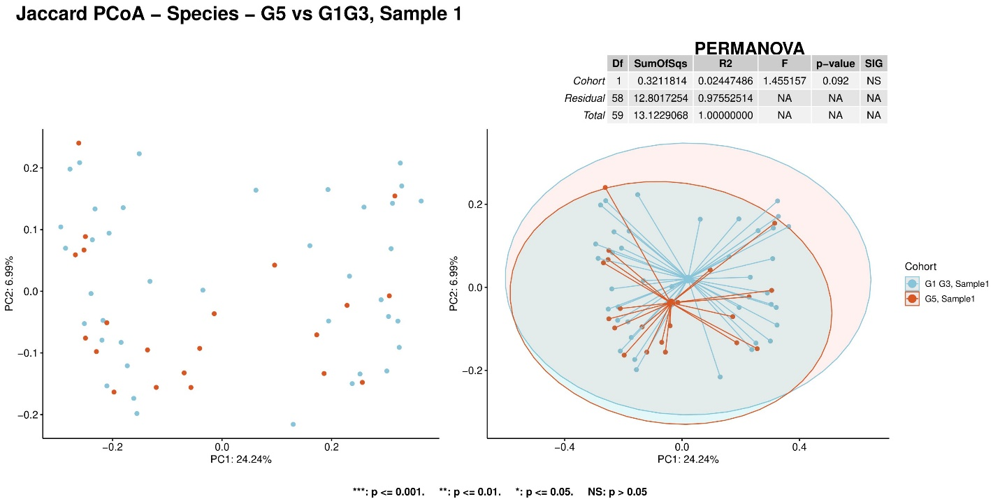 Jaccard PCoA − Species − G5 vs G1G3, Sample 1
PERMANOVA
Df SumOfSqs R2 F p−value SIG
Cohort 1 0.3211814 0.02447486 1.455157 0.092 NS
Residual 58 12.8017254 0.97552514 NA NA NA
Total 59 13.1229068 1.00000000 NA NA NA
PC2: 6.99%
0.2
0.1
0.0
−0.1
−0.2
−0.2 0.0 0.2
PC1: 24.24%
PC2: 6.99%
0.2
0.0
−0.2
−0.4 0.0 0.4
PC1: 24.24%
Cohort
G1 G3, Sample1
G5, Sample1
***: p <= 0.001. **: p <= 0.01. *: p <= 0.05. NS: p > 0.05